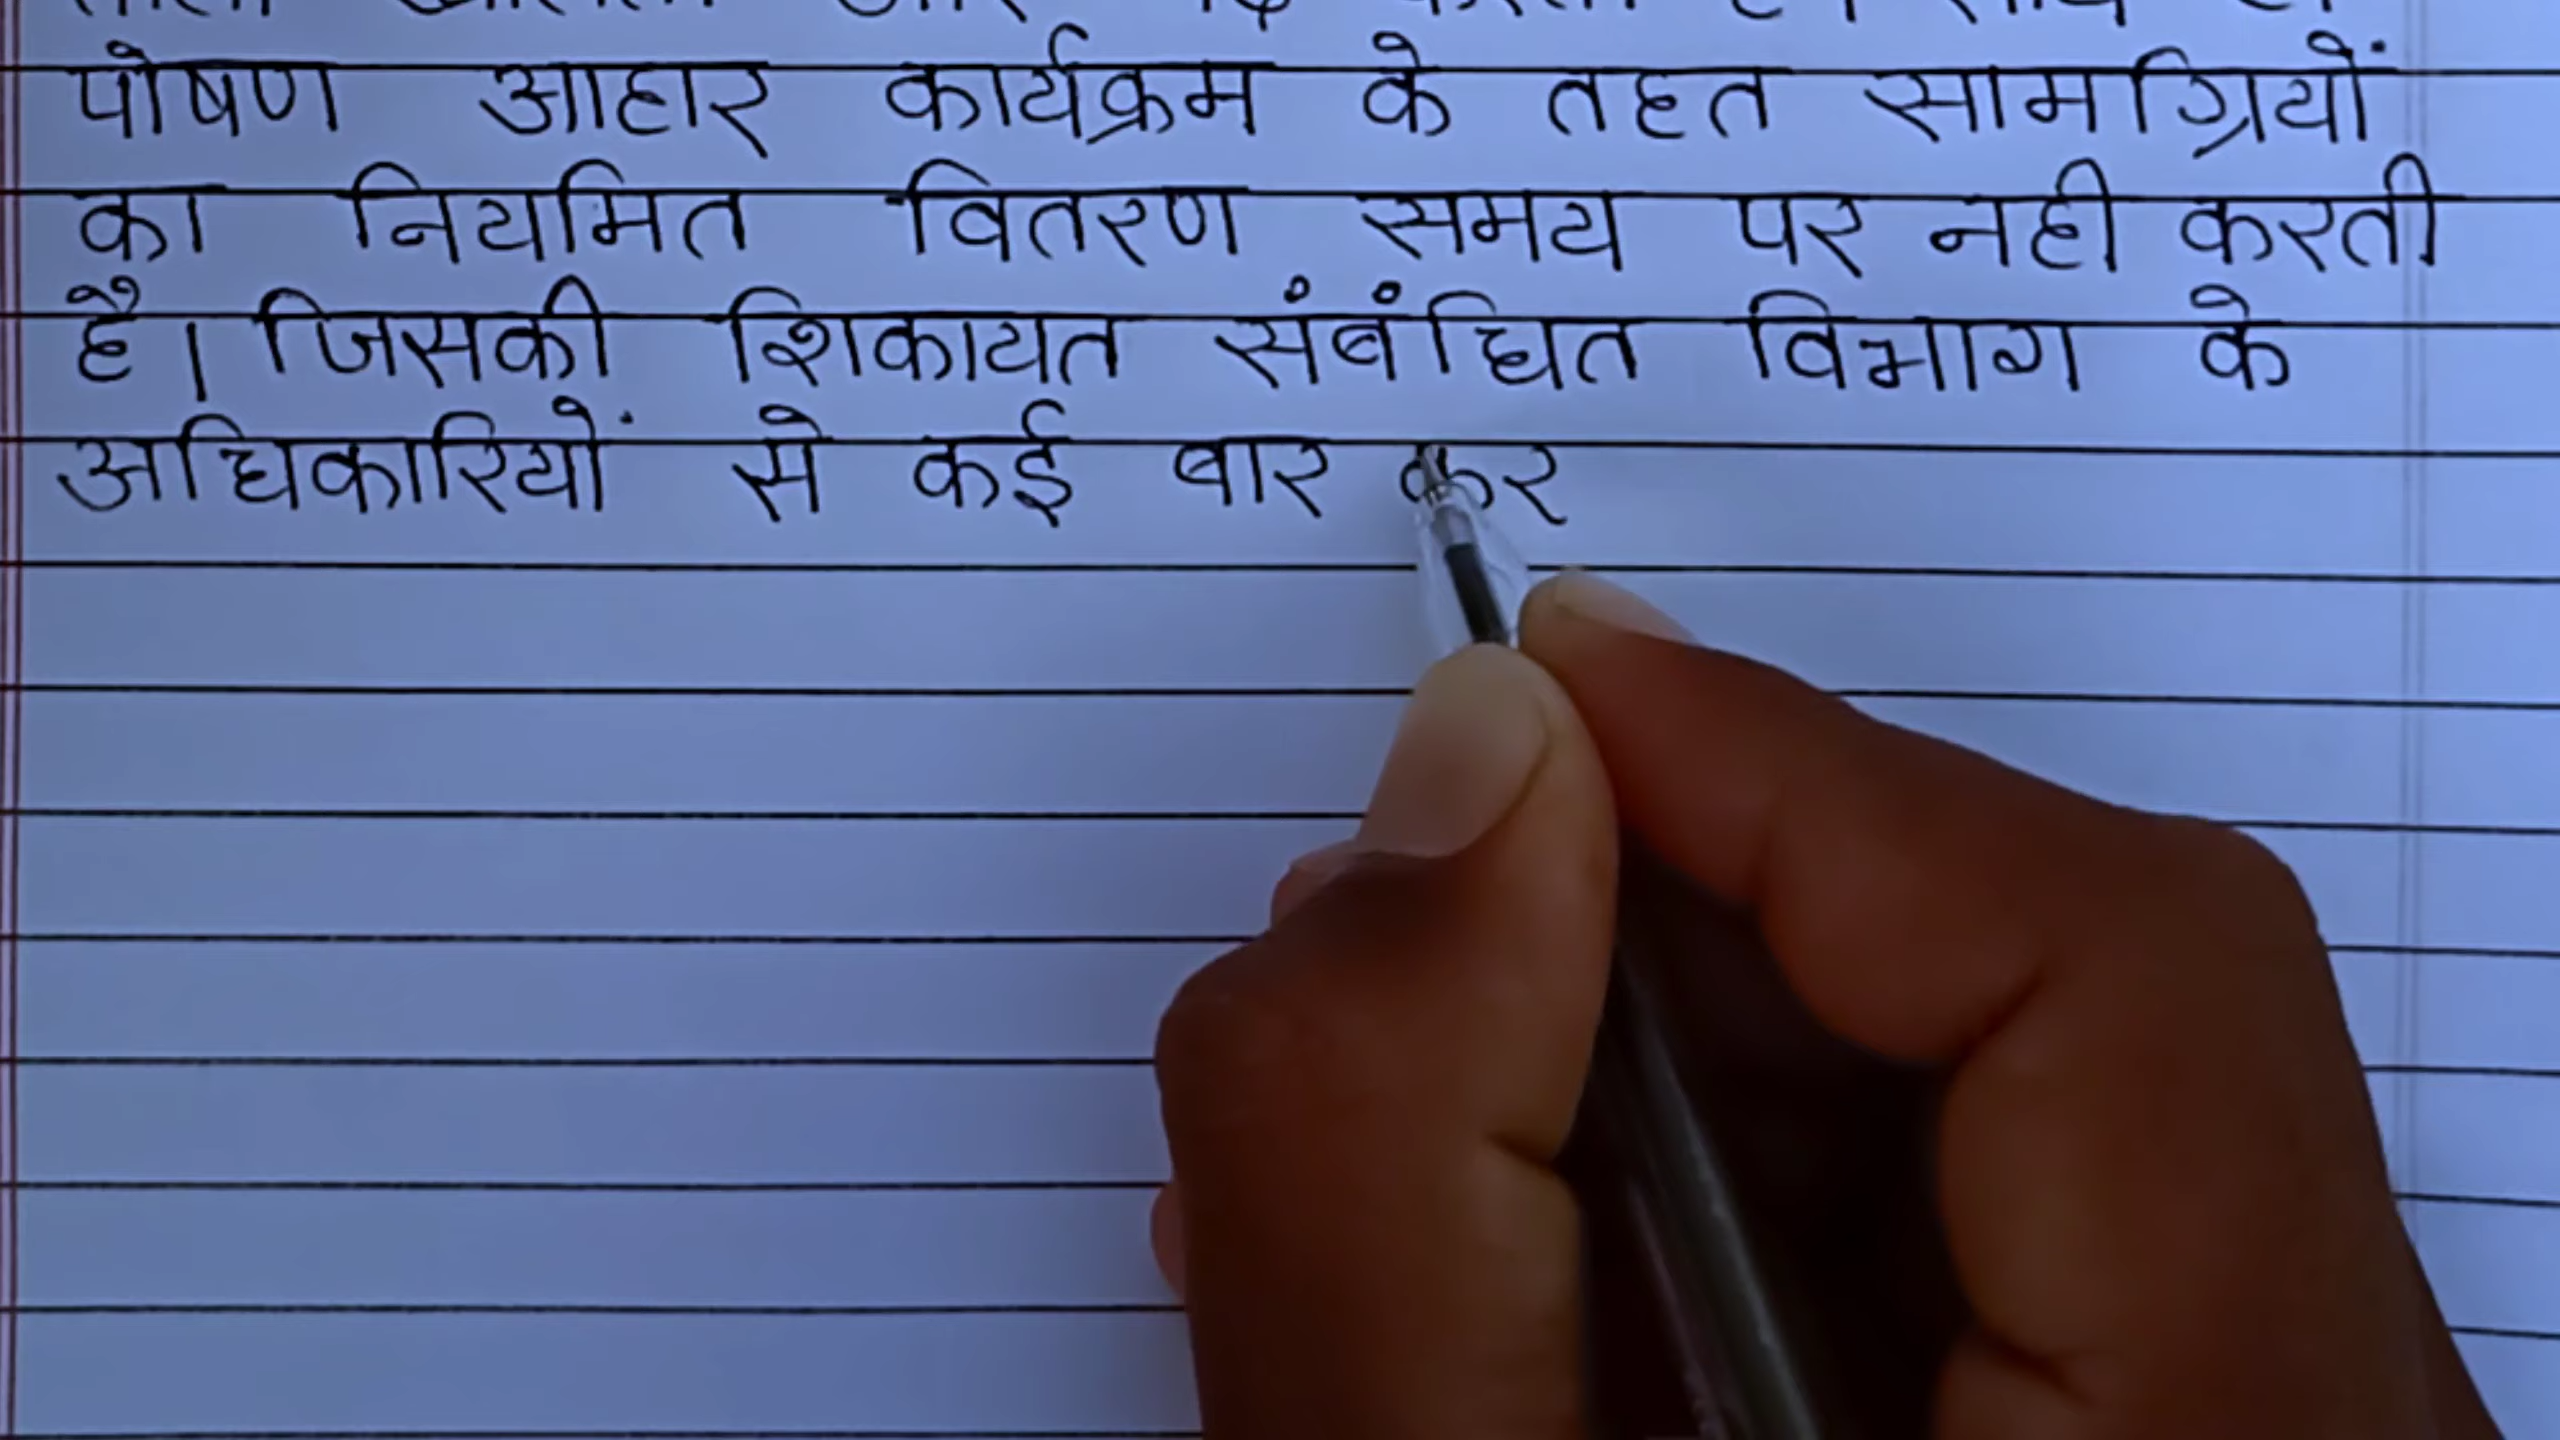 पोषण आहार कार्यक्रम के तहत सामग्रियों
का नियमित वितरण समय पर नही करती
है। जिसकी शिकायत संबंधित विभाग के
अधिकारियों से कई बार कर